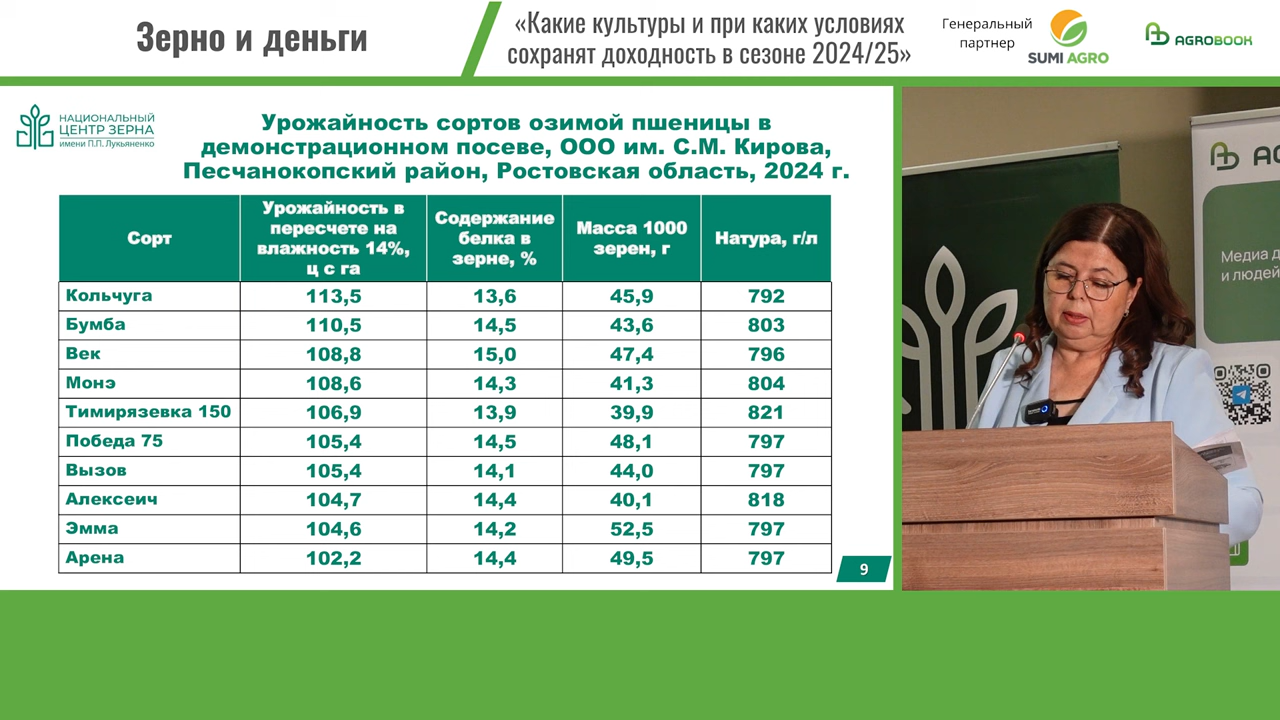 Зерно и деньги
«Какие культуры и при каких условиях
сохранят доходность в сезоне 2024/25»
Генеральный
партнер
SUMI AGRO
AGROBOOK
НАЦИОНАЛЬНЫЙ
ЦЕНТР ЗЕРНА
имени П.П. Лукьяненко
Урожайность сортов озимой пшеницы в
демонстрационном посеве, ООО им. С.М. Кирова,
Песчанокопский район, Ростовская область, 2024 г.
Сорт | Урожайность в пересчете на влажность 14%, ц с га | Содержание белка в зерне, % | Масса 1000 зерен, г | Натура, г/л
Кольчуга 113,5 13,6 45,9 792
Бумба 110,5 14,5 43,6 803
Век 108,8 15,0 47,4 796
Монэ 108,6 14,3 41,3 804
Тимирязевка 150 106,9 13,9 39,9 821
Победа 75 105,4 14,5 48,1 797
Вызов 105,4 14,1 44,0 797
Алексеич 104,7 14,4 40,1 818
Эмма 104,6 14,2 52,5 797
Арена 102,2 14,4 49,5 797
9
Медиа
и людей